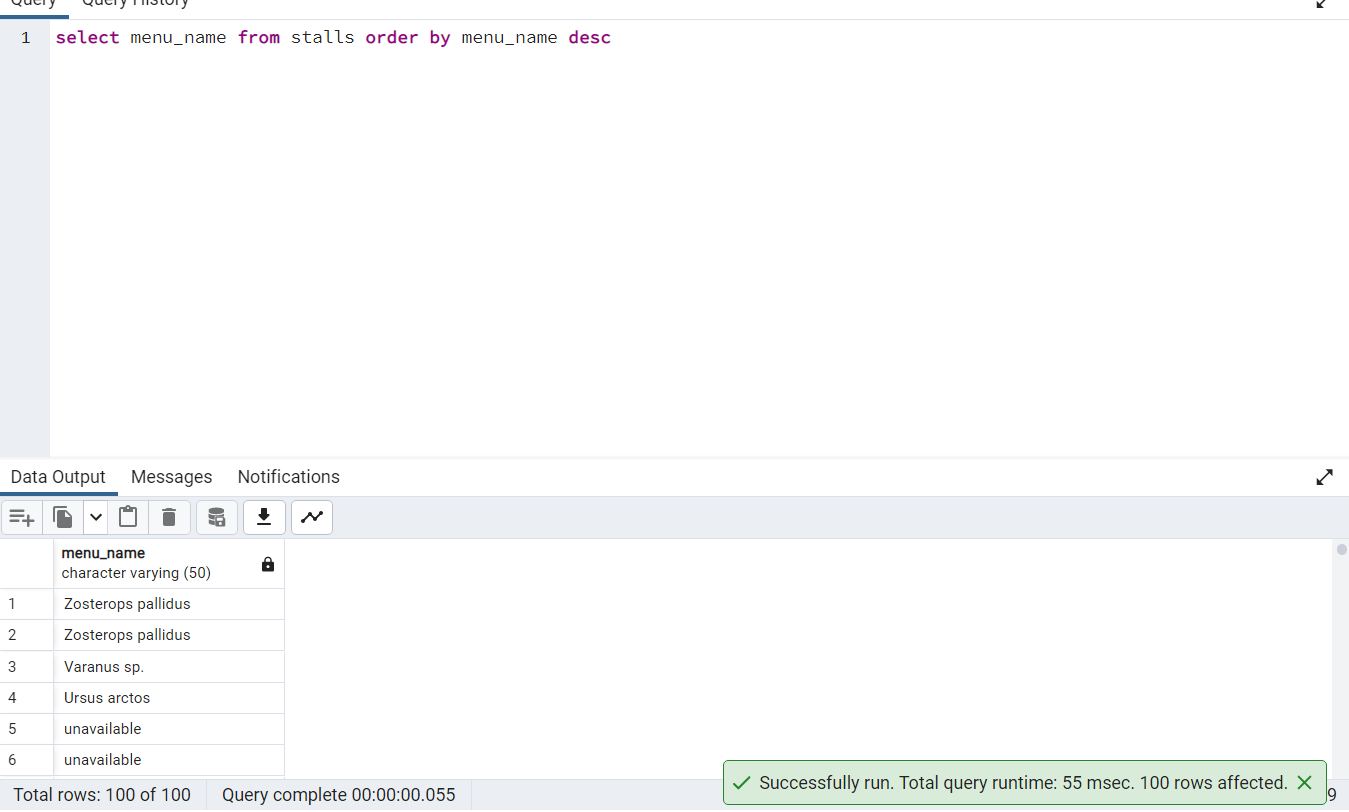 Query Query History
1 select menu_name from stalls order by menu_name desc
Data Output Messages Notifications
menu_name
character varying (50)
1 Zosterops pallidus
2 Zosterops pallidus
3 Varanus sp.
4 Ursus arctos
5 unavailable
6 unavailable
Successfully run. Total query runtime: 55 msec. 100 rows affected.
Total rows: 100 of 100 Query complete 00:00:00.055 9